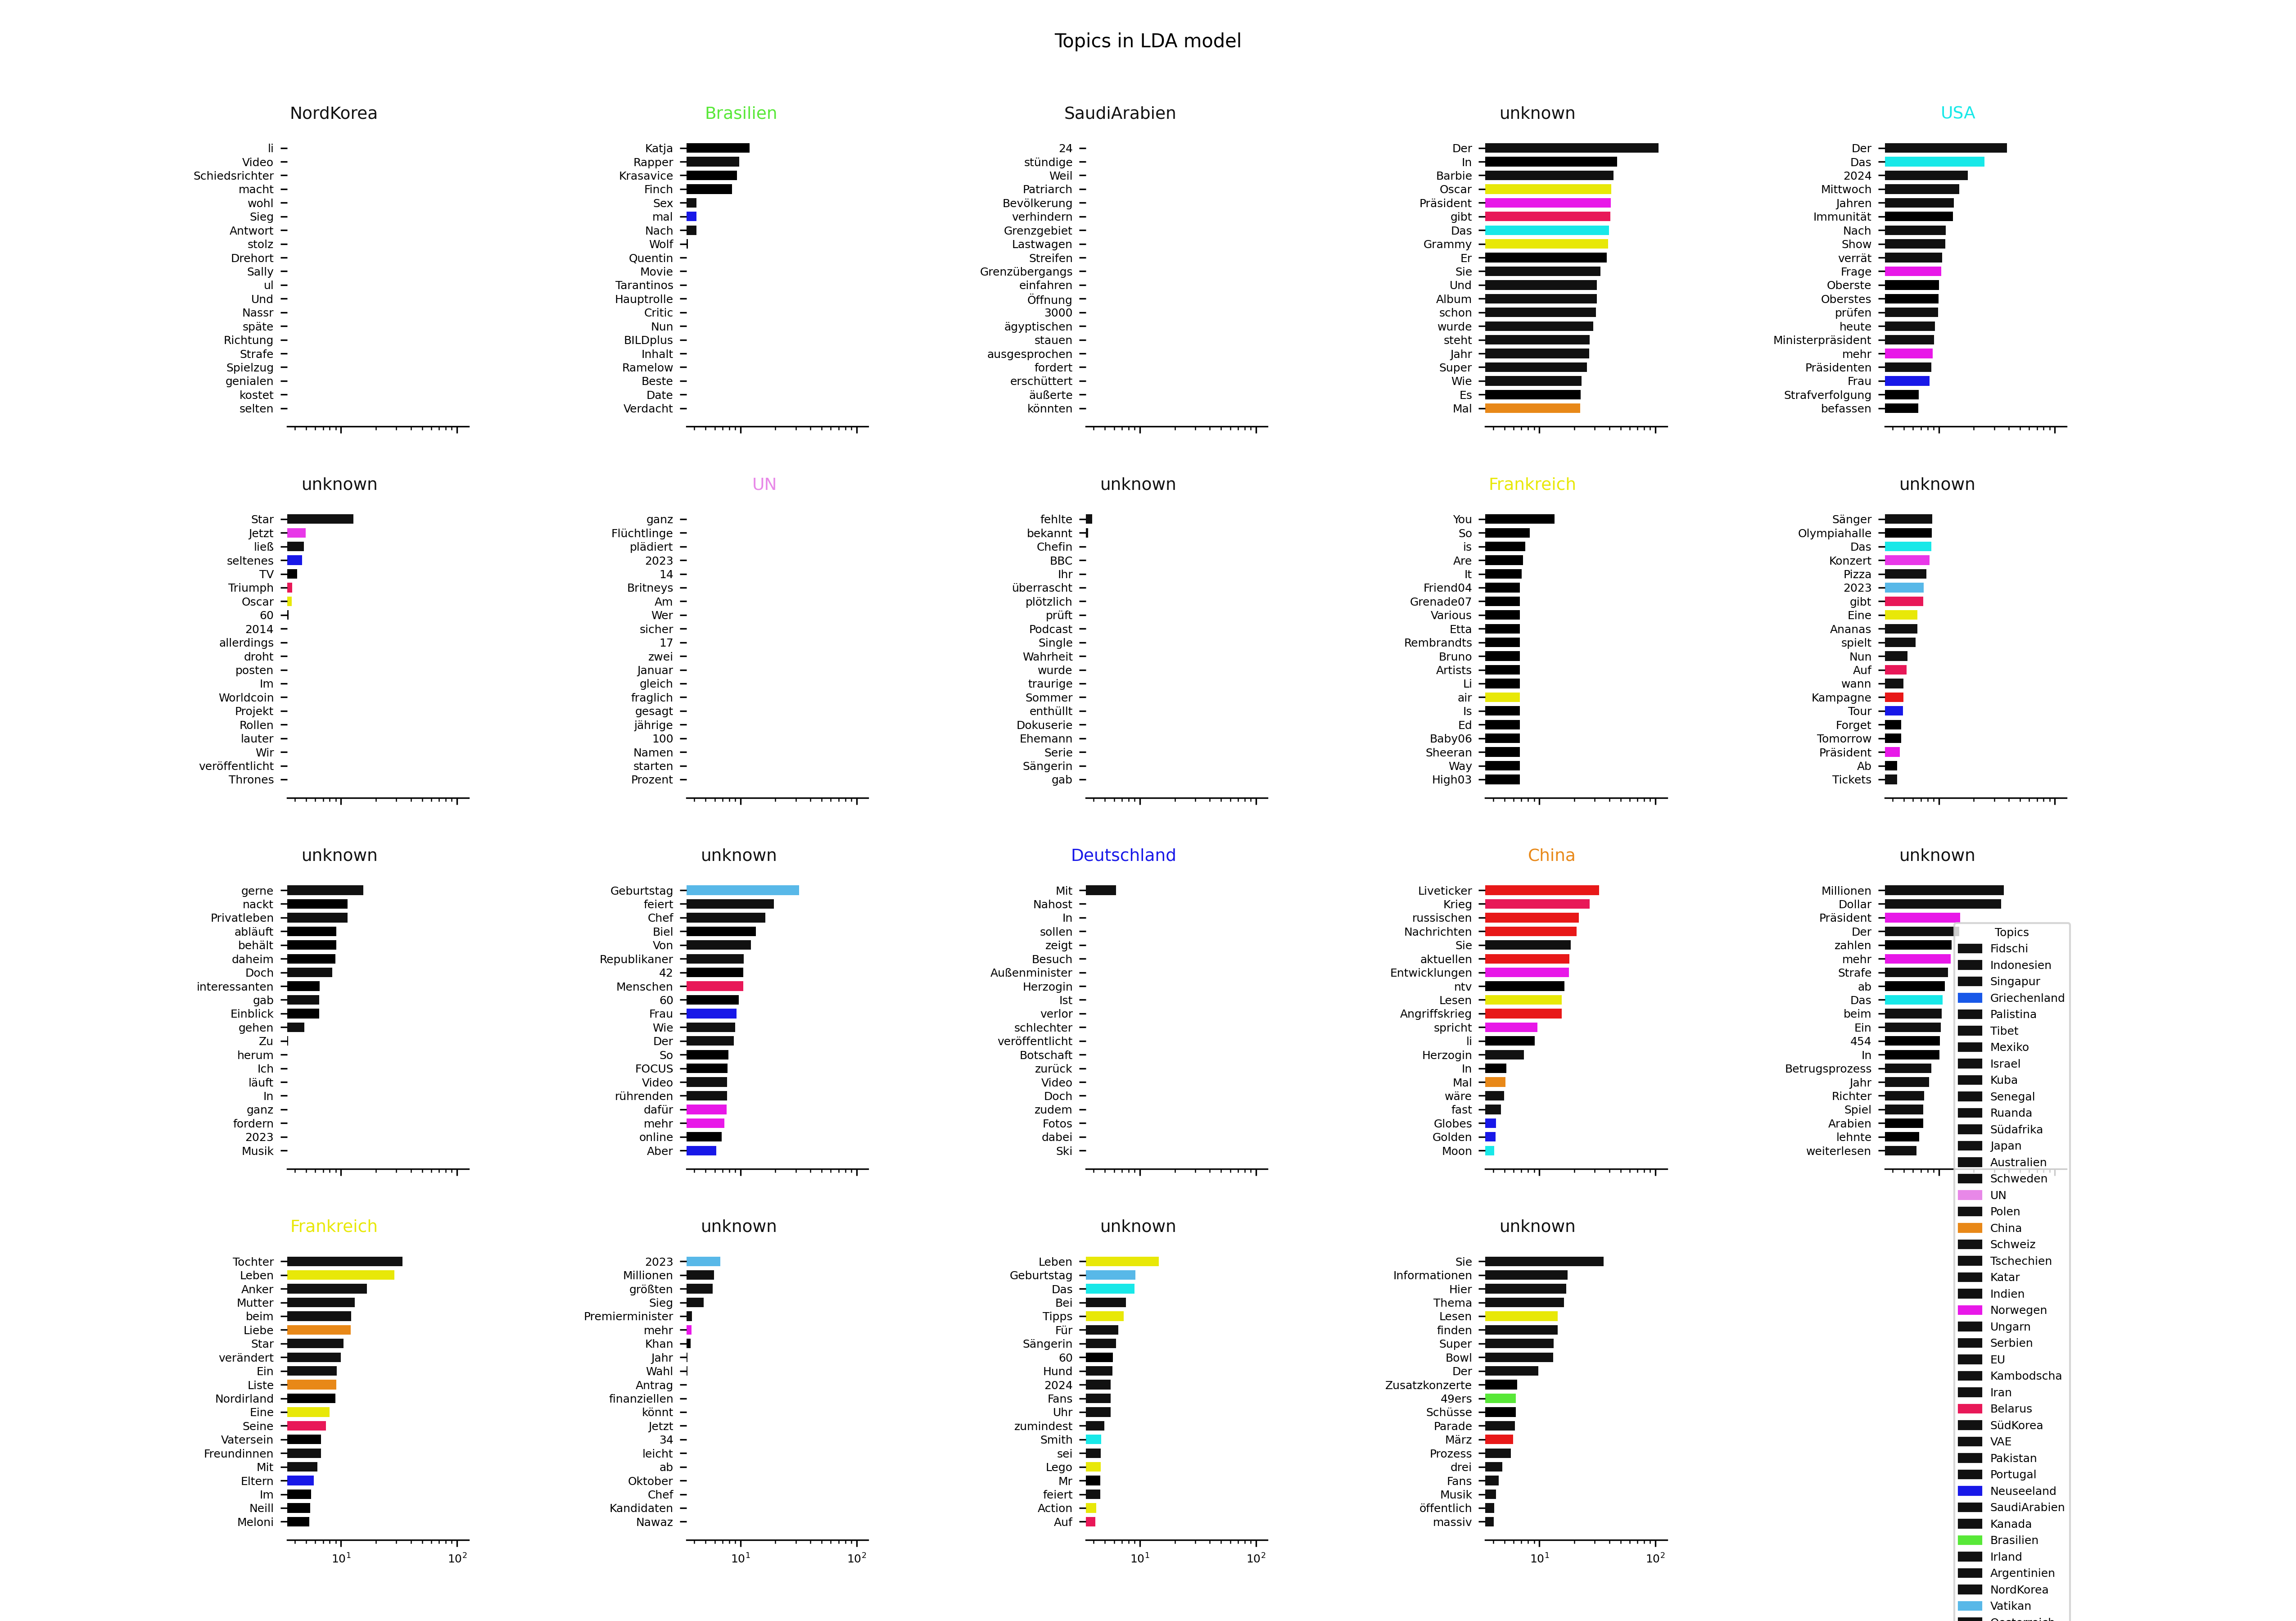 Topics in LDA model
NordKorea
li
Video
Schiedsrichter
macht
wohl
Sieg
Antwort
stolz
Drehort
Sally
ul
Und
Nassr
späte
Richtung
Strafe
Spielzug
genialen
kostet
selten
Brasilien
Katja
Rapper
Krasavice
Finch
Sex
mal
Nach
Wolf
Quentin
Movie
Tarantinos
Hauptrolle
Critic
Nun
BILDplus
Inhalt
Ramelow
Beste
Date
Verdacht
SaudiArabien
24
stündige
Weil
Patriarch
Bevölkerung
verhindern
Grenzgebiet
Lastwagen
Streifen
Grenzübergangs
einfahren
Öffnung
3000
ägyptischen
stauen
ausgesprochen
fordert
erschüttert
äußerte
könnten
unknown
Der
In
Barbie
Oscar
Präsident
gibt
Das
Grammy
Er
Sie
Und
Album
schon
wurde
steht
Jahr
Super
Wie
Es
Mal
USA
Der
Das
2024
Mittwoch
Jahren
Immunität
Nach
Show
verrät
Frage
Oberste
Oberstes
prüfen
heute
Ministerpräsident
mehr
Präsidenten
Frau
Strafverfolgung
befassen
unknown
Star
Jetzt
ließ
seltenes
TV
Triumph
Oscar
60
2014
allerdings
droht
posten
Im
Worldcoin
Projekt
Rollen
lauter
Wir
veröffentlicht
Thrones
UN
ganz
Flüchtlinge
plädiert
2023
14
Britneys
Am
Wer
sicher
17
zwei
Januar
gleich
fraglich
gesagt
jährige
100
Namen
starten
Prozent
unknown
fehlte
bekannt
Chefin
BBC
Ihr
überrascht
plötzlich
prüft
Podcast
Single
Wahrheit
wurde
traurige
Sommer
enthüllt
Dokuserie
Ehemann
Serie
Sängerin
gab
Frankreich
You
So
is
Are
It
Friend04
Grenade07
Various
Etta
Rembrandts
Bruno
Artists
Li
air
Is
Ed
Baby06
Sheeran
Way
High03
unknown
Sänger
Olympiahalle
Das
Konzert
Pizza
2023
gibt
Eine
Ananas
spielt
Nun
Auf
wann
Kampagne
Tour
Forget
Tomorrow
Präsident
Ab
Tickets
unknown
gerne
nackt
Privatleben
abläuft
behält
daheim
Doch
interessanten
gab
Einblick
gehen
Zu
herum
Ich
läuft
In
ganz
fordern
2023
Musik
unknown
Geburtstag
feiert
Chef
Biel
Von
Republikaner
42
Menschen
60
Frau
Wie
Der
So
FOCUS
Video
rührenden
dafür
mehr
online
Aber
Deutschland
Mit
Nahost
In
sollen
zeigt
Besuch
Außenminister
Herzogin
Ist
verlor
schlechter
veröffentlicht
Botschaft
zurück
Video
Doch
zudem
Fotos
dabei
Ski
China
Liveticker
Krieg
russischen
Nachrichten
Sie
aktuellen
Entwicklungen
ntv
Lesen
Angriffskrieg
spricht
li
Herzogin
In
Mal
wäre
fast
Globes
Golden
Moon
unknown
Millionen
Dollar
Präsident
Der
zahlen
mehr
Strafe
ab
Das
beim
Ein
454
In
Betrugsprozess
Jahr
Richter
Spiel
Arabien
lehnte
weiterlesen
Frankreich
Tochter
Leben
Anker
Mutter
beim
Liebe
Star
verändert
Ein
Liste
Nordirland
Eine
Seine
Vatersein
Freundinnen
Mit
Eltern
Im
Neill
Meloni
10¹ 10²
unknown
2023
Millionen
größten
Sieg
Premierminister
mehr
Khan
Jahr
Wahl
Antrag
finanziellen
könnt
Jetzt
34
leicht
ab
Oktober
Chef
Kandidaten
Nawaz
10¹ 10²
unknown
Leben
Geburtstag
Das
Bei
Tipps
Für
Sängerin
60
Hund
2024
Fans
Uhr
zumindest
Smith
sei
Lego
Mr
feiert
Action
Auf
10¹ 10²
unknown
Sie
Informationen
Hier
Thema
Lesen
finden
Super
Bowl
Der
Zusatzkonzerte
49ers
Schüsse
Parade
März
Prozess
drei
Fans
Musik
öffentlich
massiv
10¹ 10²
Topics
Fidschi
Indonesien
Singapur
Griechenland
Palistina
Tibet
Mexiko
Israel
Kuba
Senegal
Ruanda
Südafrika
Japan
Australien
Schweden
UN
Polen
China
Schweiz
Tschechien
Katar
Indien
Norwegen
Ungarn
Serbien
EU
Kambodscha
Iran
Belarus
SüdKorea
VAE
Pakistan
Portugal
Neuseeland
SaudiArabien
Kanada
Brasilien
Irland
Argentinien
NordKorea
Vatikan